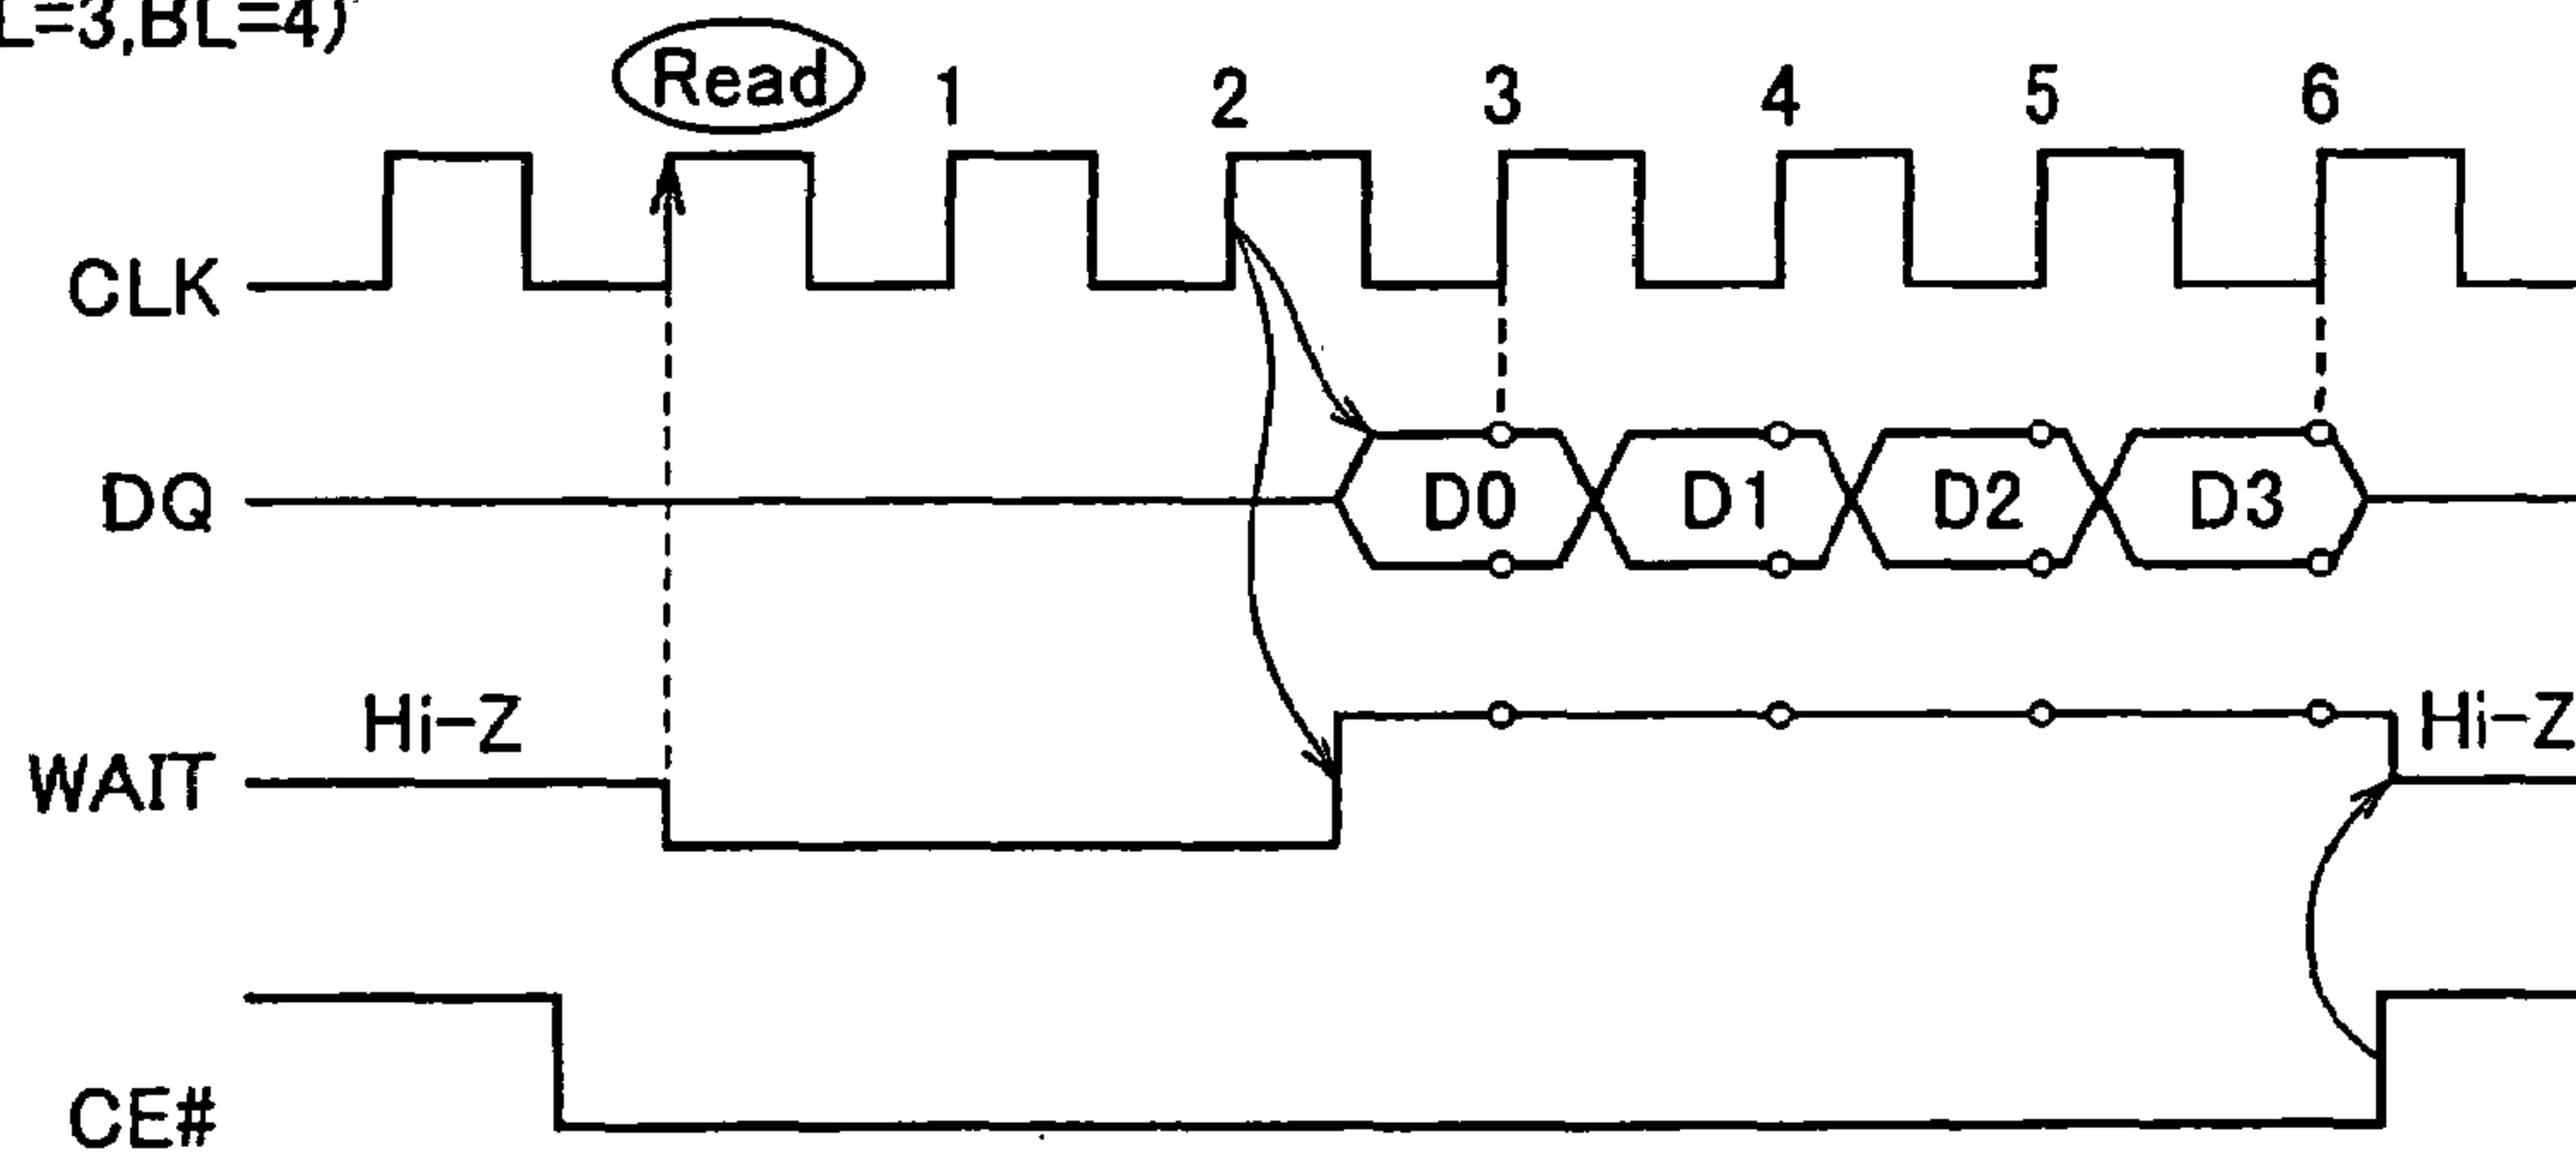 L=3,BL=4)
Read 1 2 3 4 5 6
CLK
DQ D0 D1 D2 D3
Hi-Z Hi-Z
WAIT
CE#